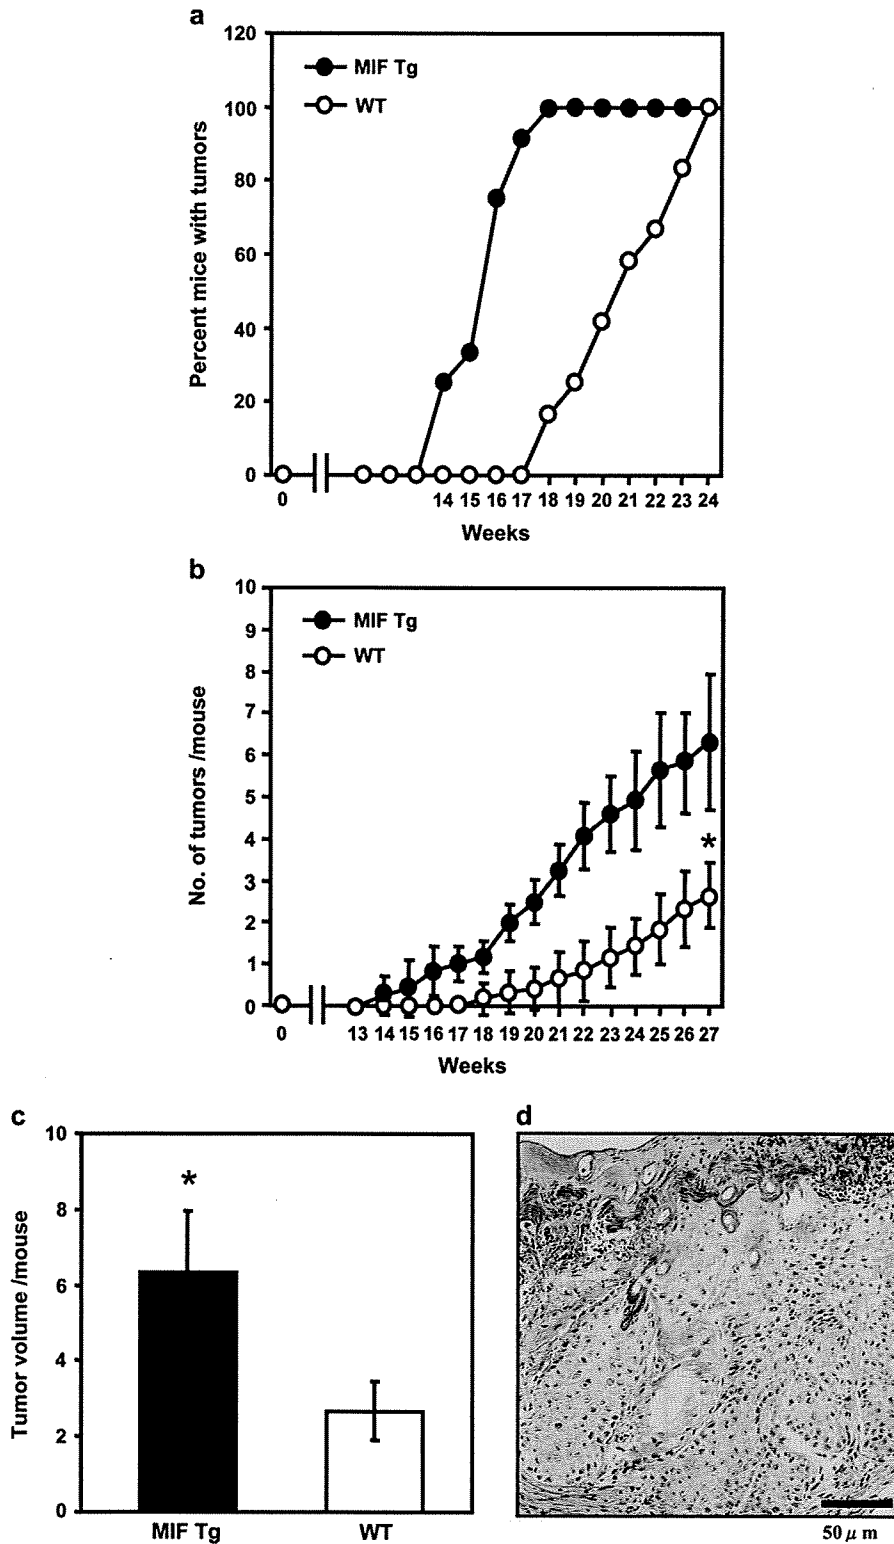 a
120
100
80
60
40
20
0
MIF Tg
WT
Percent mice with tumors
0 14 15 16 17 18 19 20 21 22 23 24
Weeks
b
10
9
8
7
6
5
4
3
2
1
0
MIF Tg
WT
No. of tumors /mouse
*
0 13 14 15 16 17 18 19 20 21 22 23 24 25 26 27
Weeks
c
10
8
6
4
2
0
Tumor volume /mouse
*
MIF Tg WT
d
50 μ m